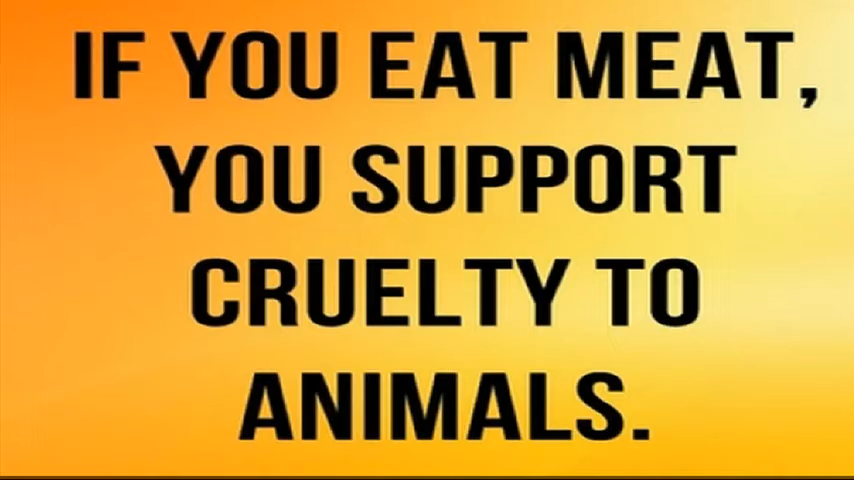 IF YOU EAT MEAT,
YOU SUPPORT
CRUELTY TO
ANIMALS.